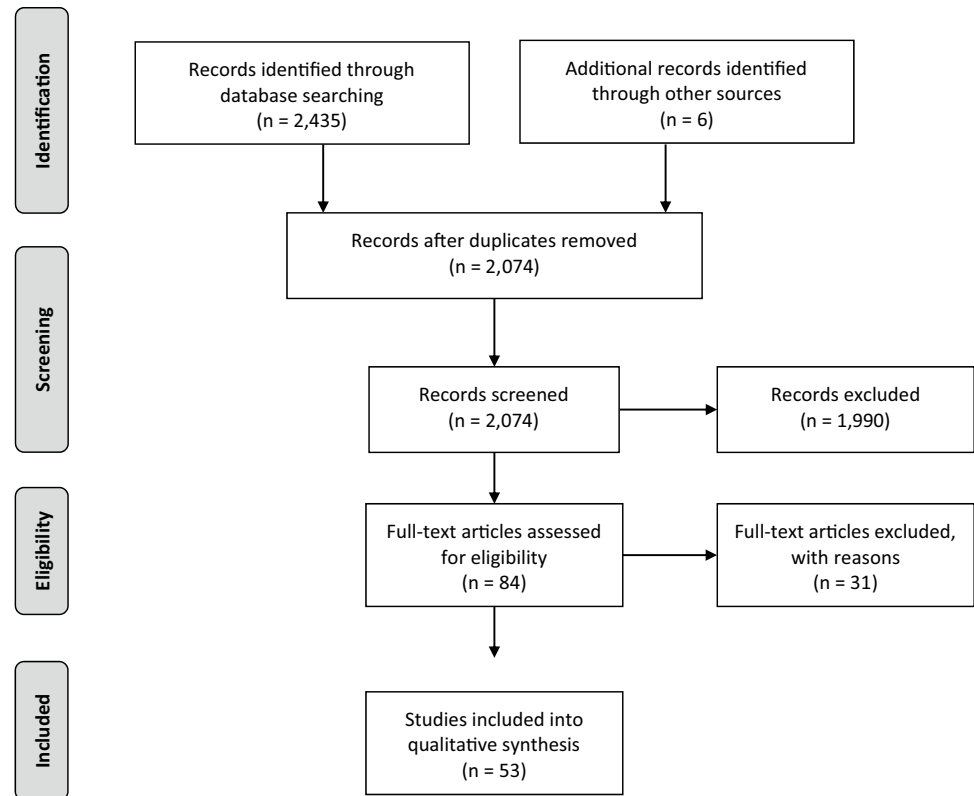 Identification
Records identified through
database searching
(n = 2,435)
Additional records identified
through other sources
(n = 6)
Records after duplicates removed
(n = 2,074)
Screening
Records screened
(n = 2,074)
Records excluded
(n = 1,990)
Eligibility
Full-text articles assessed
for eligibility
(n = 84)
Full-text articles excluded,
with reasons
(n = 31)
Included
Studies included into
qualitative synthesis
(n = 53)